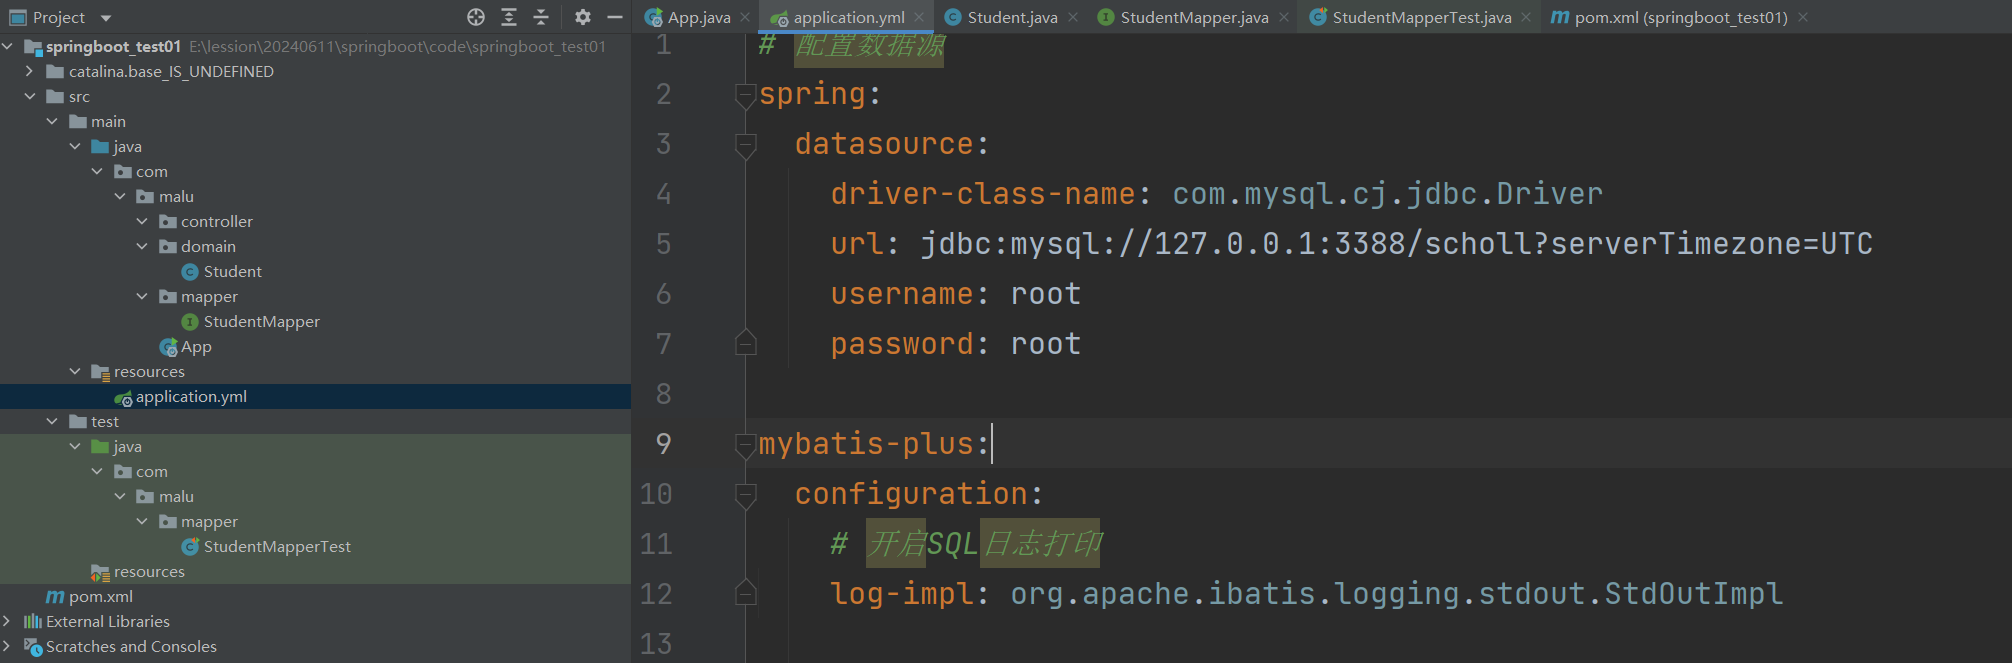 Project
App.java
application.yml
Student.java
StudentMapper.java
StudentMapperTest.java
pom.xml (springboot_test01)
springboot_test01 E:\lession\20240611\springboot\code\springboot_test01
catalina.base_IS_UNDEFINED
src
main
java
com
malu
controller
domain
Student
mapper
StudentMapper
App
resources
application.yml
test
java
com
malu
mapper
StudentMapperTest
resources
pom.xml
External Libraries
Scratches and Consoles
1 # 配置数据源
2 spring:
3 datasource:
4 driver-class-name: com.mysql.cj.jdbc.Driver
5 url: jdbc:mysql://127.0.0.1:3388/scholl?serverTimezone=UTC
6 username: root
7 password: root
8
9 mybatis-plus:
10 configuration:
11 # 开启SQL日志打印
12 log-impl: org.apache.ibatis.logging.stdout.StdOutImpl
13